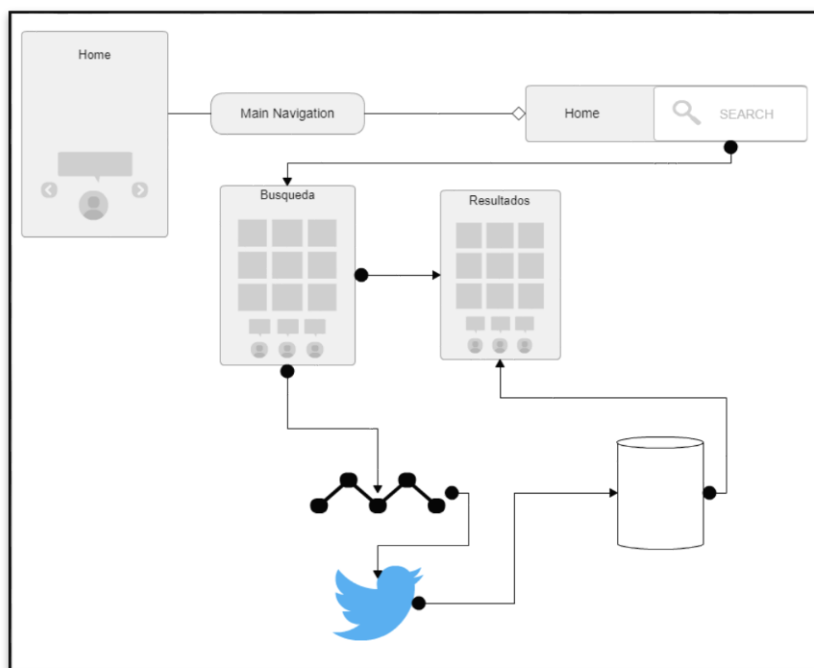 Home
Main Navigation
Home
SEARCH
Busqueda
Resultados